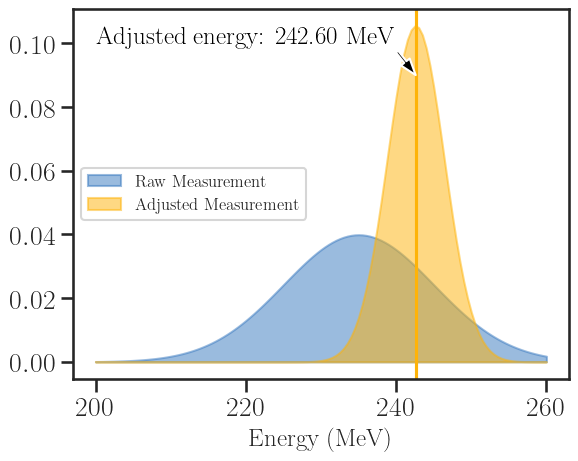 Adjusted energy: 242.60 MeV
0.10
0.08
0.06
0.04
0.02
0.00
Raw Measurement
Adjusted Measurement
200
220
240
260
Energy (MeV)